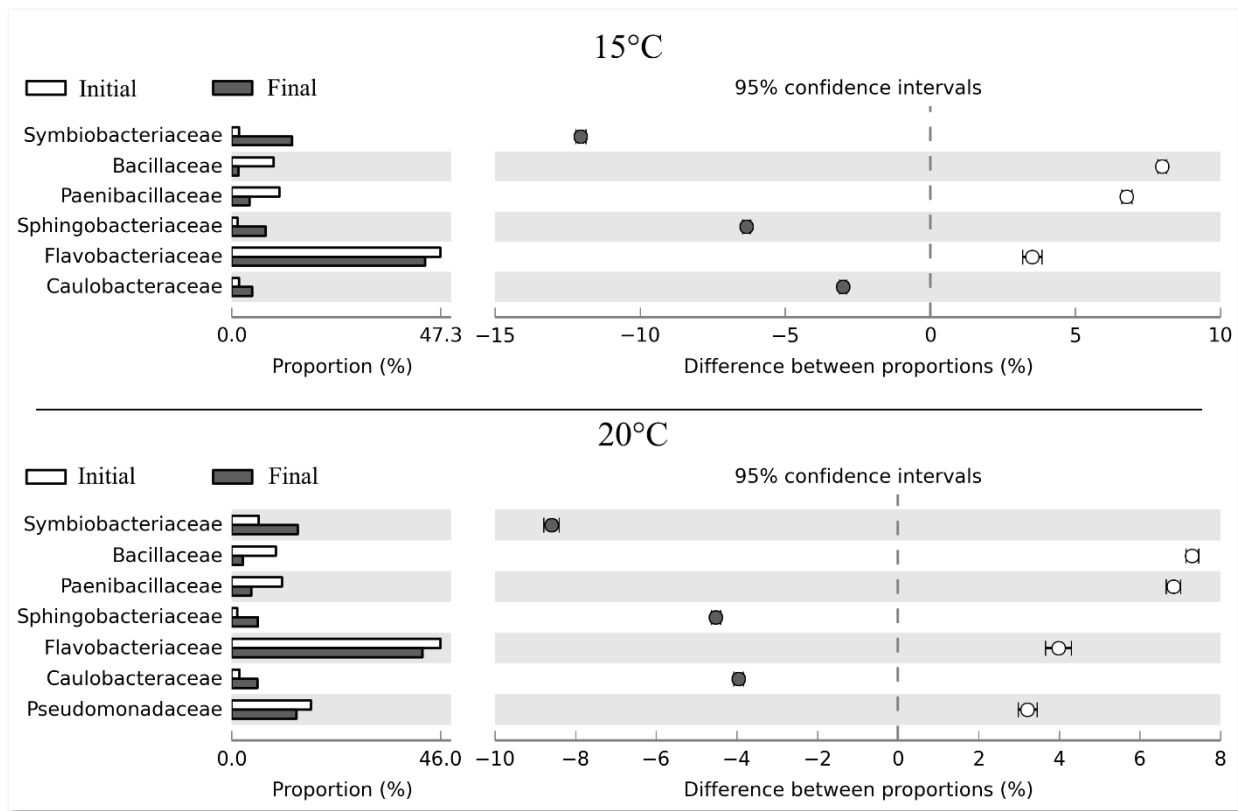 15°C
Initial Final 95% confidence intervals
Symbiobacteriaceae
Bacillaceae
Paenibacillaceae
Sphingobacteriaceae
Flavobacteriaceae
Caulobacteraceae
0.0 47.3 −15 −10 −5 0 5 10
Proportion (%) Difference between proportions (%)
20°C
Initial Final 95% confidence intervals
Symbiobacteriaceae
Bacillaceae
Paenibacillaceae
Sphingobacteriaceae
Flavobacteriaceae
Caulobacteraceae
Pseudomonadaceae
0.0 46.0 −10 −8 −6 −4 −2 0 2 4 6 8
Proportion (%) Difference between proportions (%)